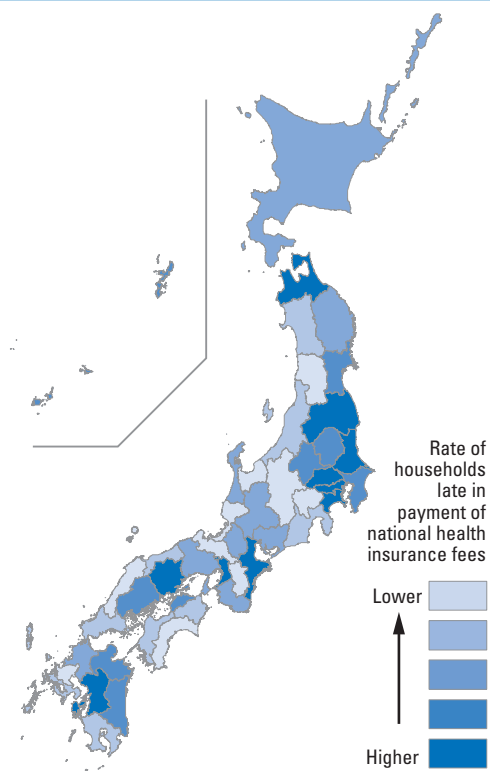 Rate of
households
late in
payment of
national health
insurance fees
Lower
Higher